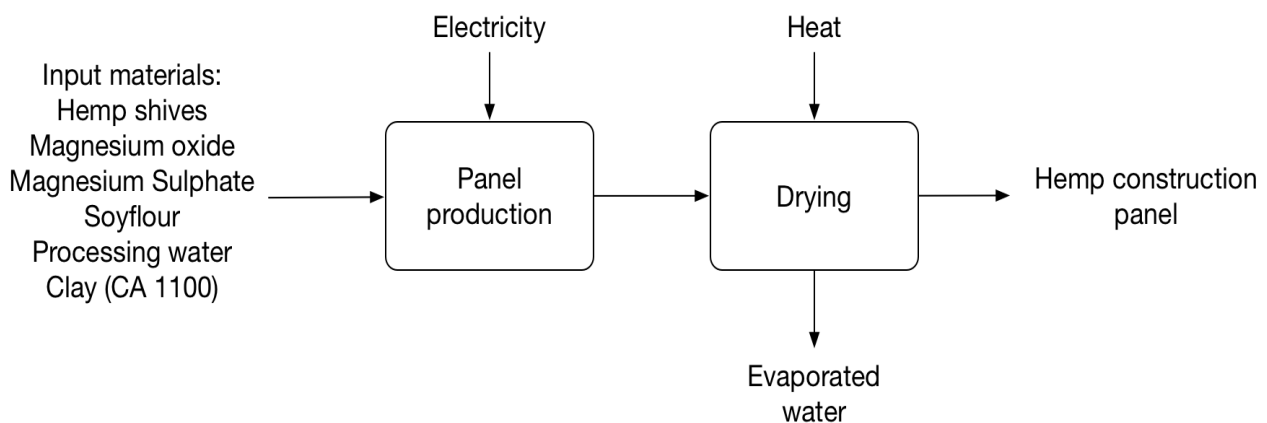 Electricity
Heat
Input materials:
Hemp shives
Magnesium oxide
Magnesium Sulphate
Soyflour
Processing water
Clay (CA 1100)
Panel
production
Drying
Hemp construction
panel
Evaporated
water